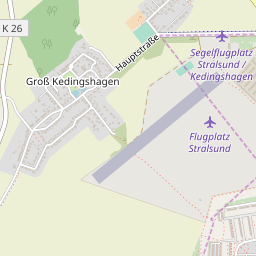 K 26
Hauptstraße
Segelflugplatz
Stralsund /
Kedingshagen
Groß Kedingshagen
Flugplatz
Stralsund